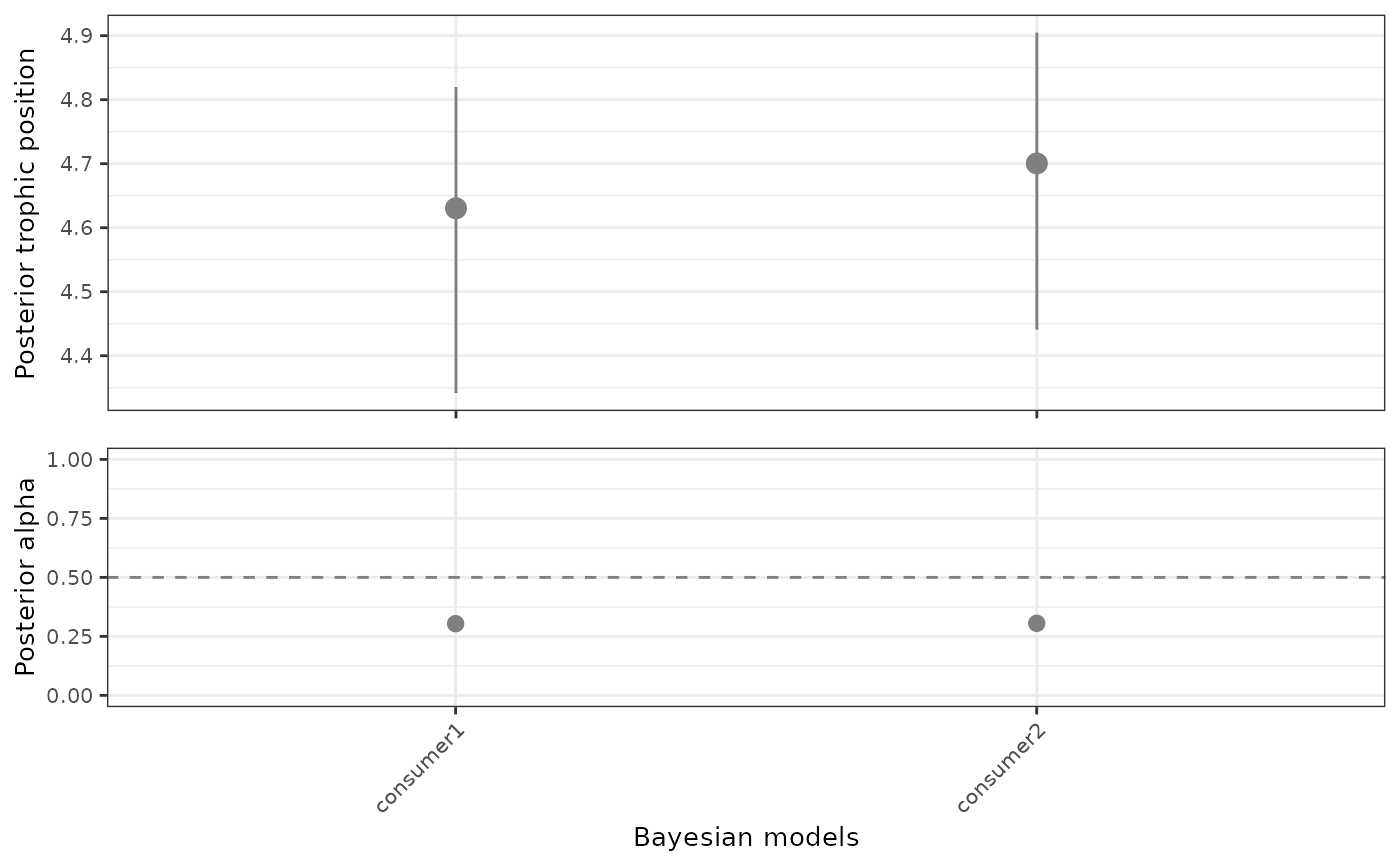 Posterior trophic position
4.9
4.8
4.7
4.6
4.5
4.4
Posterior alpha
1.00
0.75
0.50
0.25
0.00
consumer1
consumer2
Bayesian models